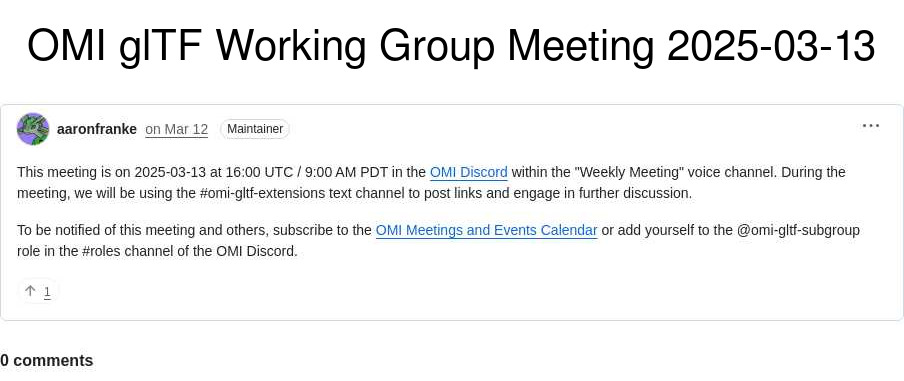 OMI glTF Working Group Meeting 2025-03-13
aaronfranke on Mar 12 Maintainer
This meeting is on 2025-03-13 at 16:00 UTC / 9:00 AM PDT in the OMI Discord within the "Weekly Meeting" voice channel. During the
meeting, we will be using the #omi-gltf-extensions text channel to post links and engage in further discussion.
To be notified of this meeting and others, subscribe to the OMI Meetings and Events Calendar or add yourself to the @omi-gltf-subgroup
role in the #roles channel of the OMI Discord.
1
0 comments